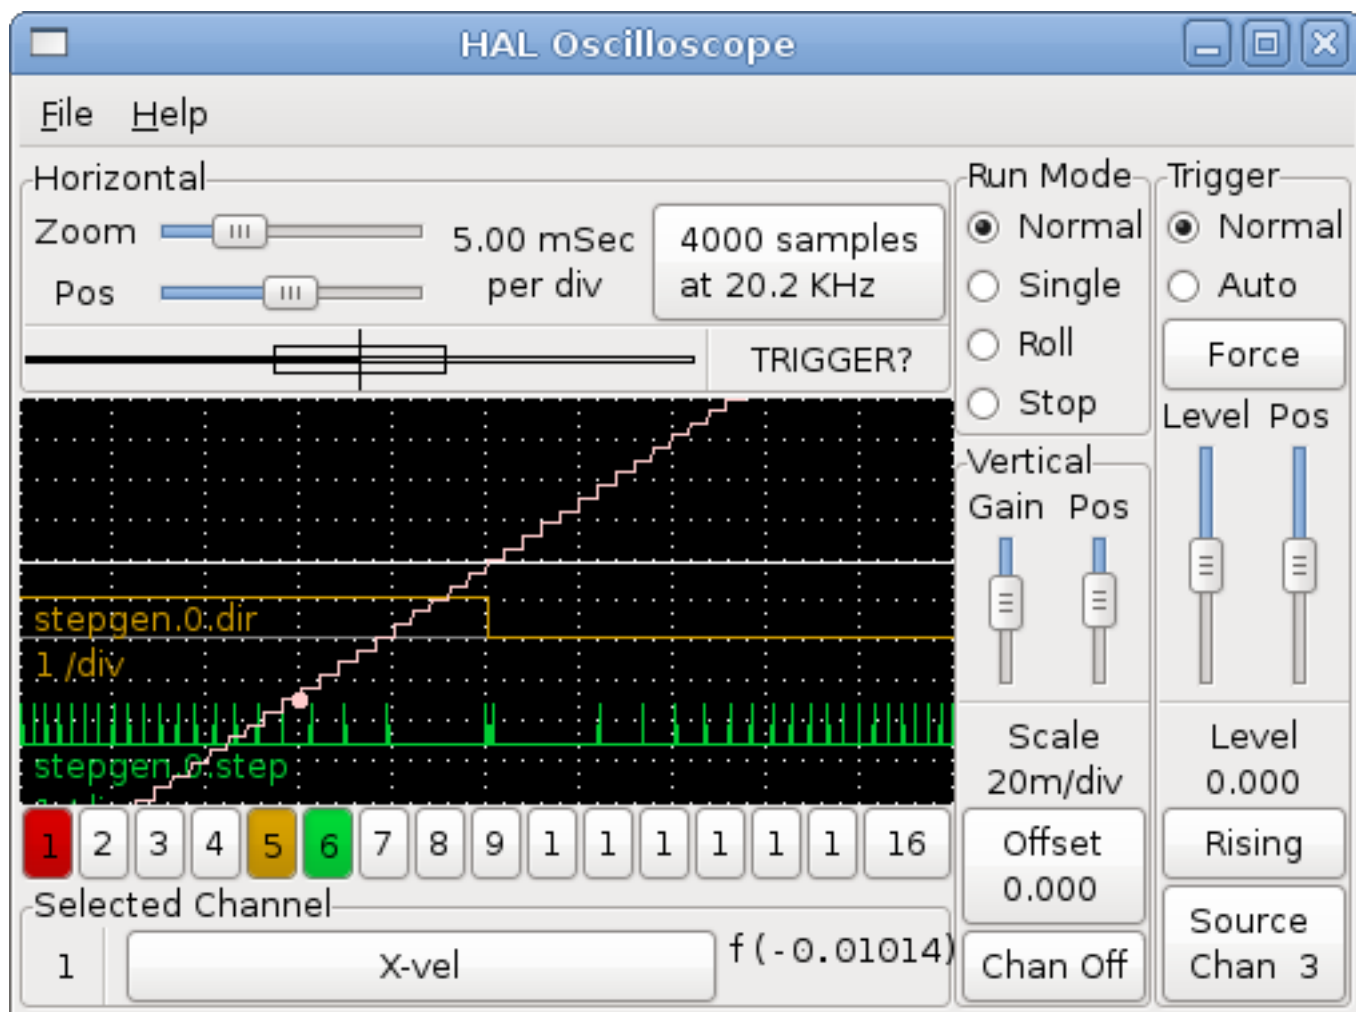 HAL Oscilloscope
File Help
Horizontal
Zoom
Pos
5.00 mSec
per div
4000 samples
at 20.2 KHz
TRIGGER?
Run Mode
Normal
Single
Roll
Stop
Trigger
Normal
Auto
Force
Level Pos
Vertical
Gain Pos
stepgen.0.dir
1 /div
stepgen.0.step
Scale
20m/div
Level
0.000
1 2 3 4 5 6 7 8 9 1 1 1 1 1 1 16
Offset
0.000
Rising
Selected Channel
1
X-vel
f(-0.01014)
Chan Off
Source
Chan 3